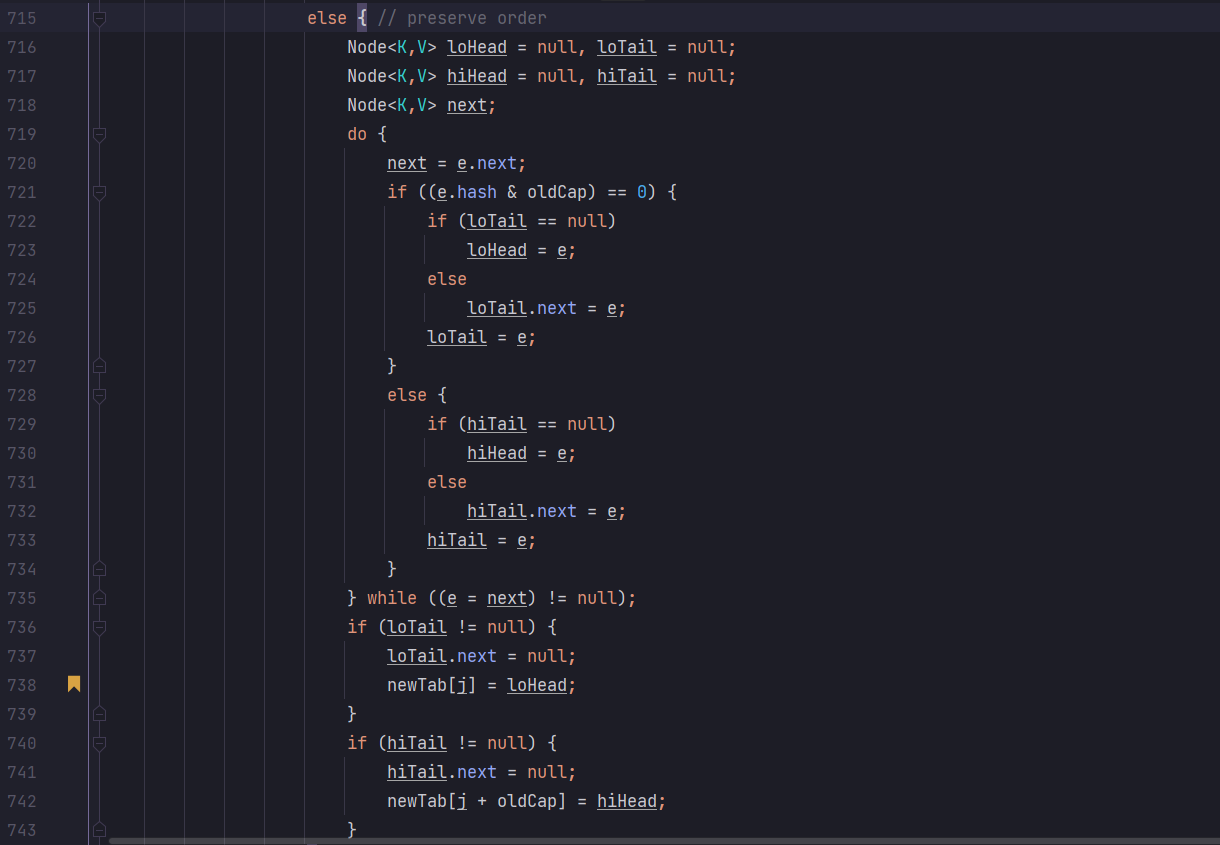 715 else { // preserve order
716 Node<K,V> loHead = null, loTail = null;
717 Node<K,V> hiHead = null, hiTail = null;
718 Node<K,V> next;
719 do {
720 next = e.next;
721 if ((e.hash & oldCap) == 0) {
722 if (loTail == null)
723 loHead = e;
724 else
725 loTail.next = e;
726 loTail = e;
727 }
728 else {
729 if (hiTail == null)
730 hiHead = e;
731 else
732 hiTail.next = e;
733 hiTail = e;
734 }
735 } while ((e = next) != null);
736 if (loTail != null) {
737 loTail.next = null;
738 newTab[j] = loHead;
739 }
740 if (hiTail != null) {
741 hiTail.next = null;
742 newTab[j + oldCap] = hiHead;
743 }